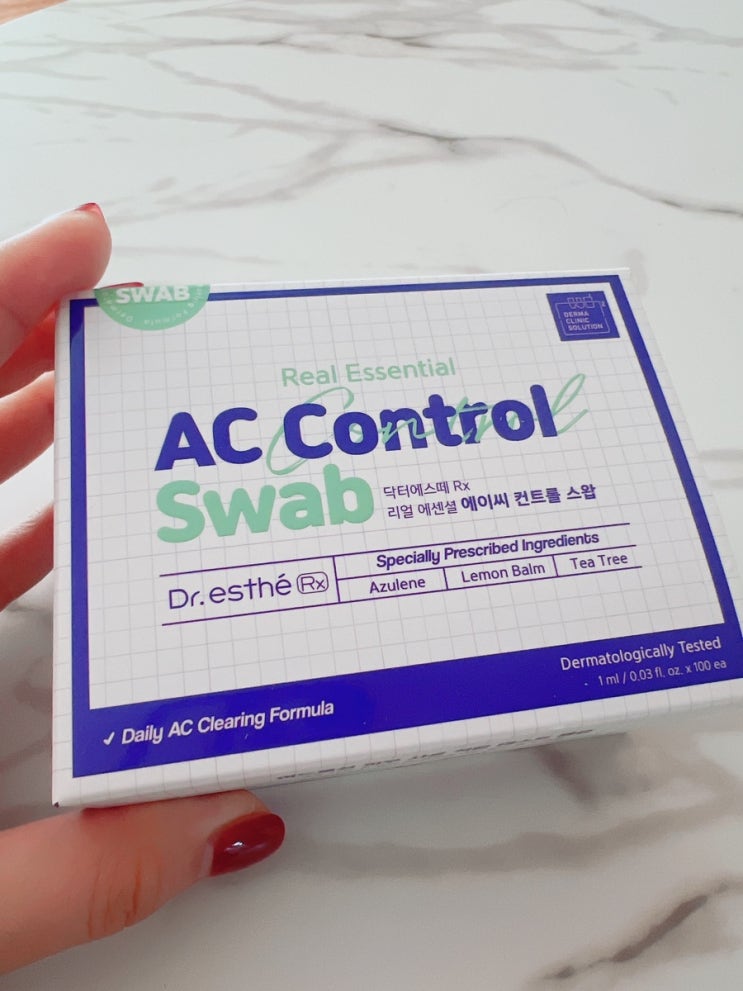 SWAB
DERMA
CLINIC
SOLUTION
Real Essential
AC Control
Control
Swab
닥터에스떼 Rx
리얼 에센셜 에이씨 컨트롤 스왑
Dr.esthé Rx
Specially Prescribed Ingredients
Azulene
Lemon Balm
Tea Tree
Dermatologically Tested
1 ml / 0.03 fl. oz. x 100 ea
✓ Daily AC Clearing Formula